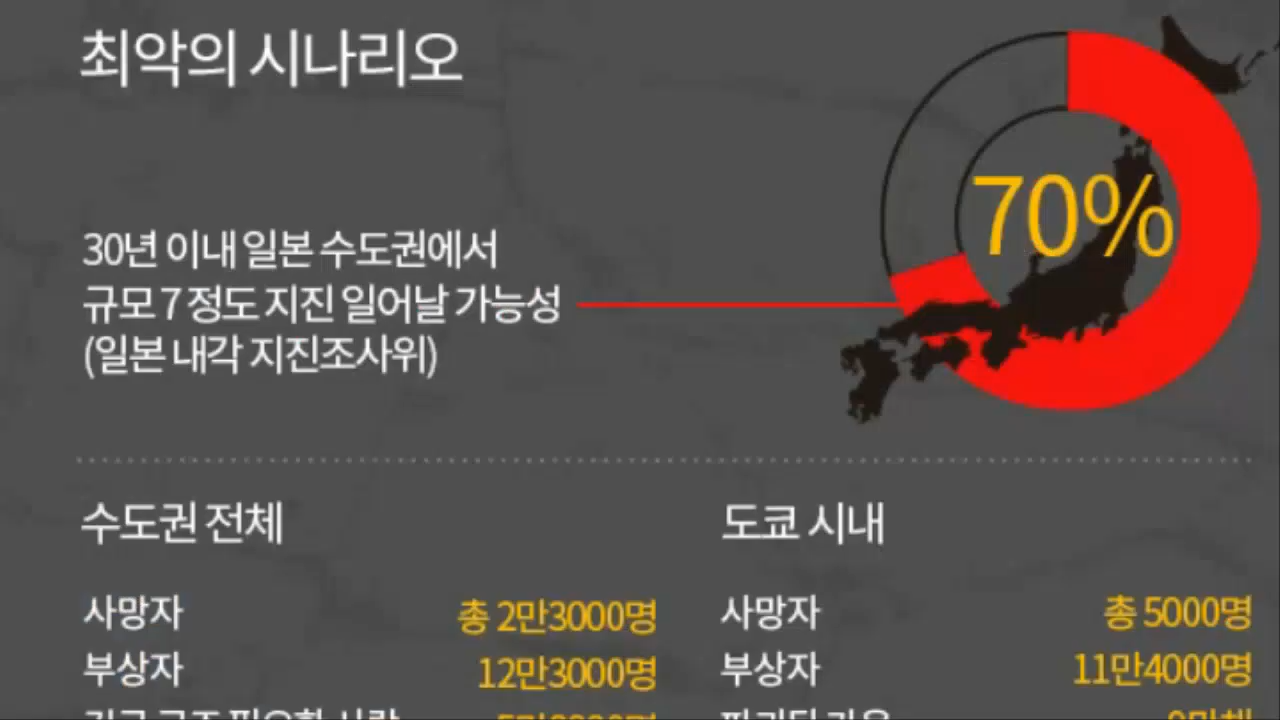 최악의 시나리오
70%
30년 이내 일본 수도권에서
규모 7 정도 지진 일어날 가능성
(일본 내각 지진조사위)
수도권 전체
도쿄 시내
사망자 총 2만3000명
사망자 총 5000명
부상자 12만3000명
부상자 11만4000명